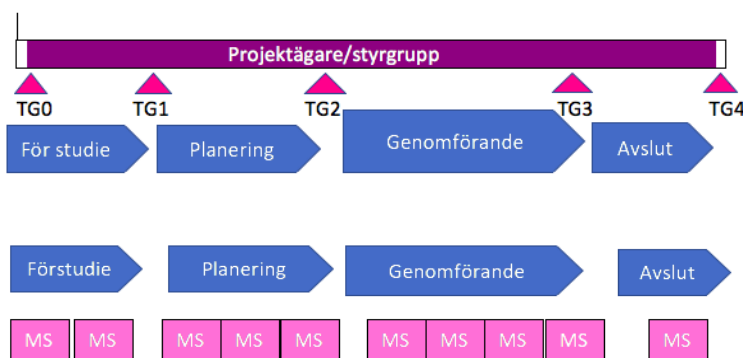 Projektägare/styrgrupp
TG0 TG1 TG2 TG3 TG4
För studie Planering Genomförande Avslut
Förstudie Planering Genomförande Avslut
MS MS MS MS MS MS MS MS MS MS